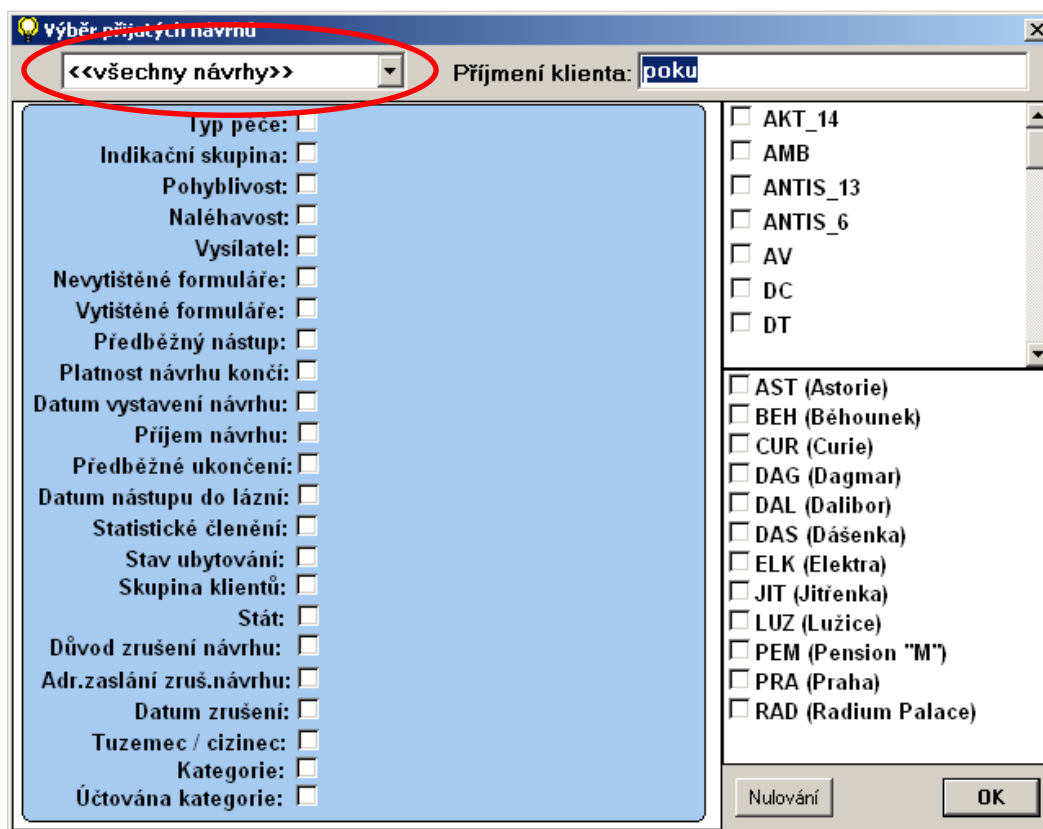 Výběr přijatých návrhů
<<všechny návrhy>>
Příjmení klienta: poku
Typ péče:
Indikační skupina:
Pohyblivost:
Naléhavost:
Vysílatel:
Nevytištěné formuláře:
Vytištěné formuláře:
Předběžný nástup:
Platnost návrhu končí:
Datum vystavení návrhu:
Příjem návrhu:
Předběžné ukončení:
Datum nástupu do lázní:
Statistické členění:
Stav ubytování:
Skupina klientů:
Stát:
Důvod zrušení návrhu:
Adr.zaslání zruš.návrhu:
Datum zrušení:
Tuzemec / cizinec:
Kategorie:
Účtována kategorie:
AKT_14
AMB
ANTIS_13
ANTIS_6
AV
DC
DT
AST (Astorie)
BEH (Běhounek)
CUR (Curie)
DAG (Dagmar)
DAL (Dalibor)
DAS (Dášenka)
ELK (Elektra)
JIT (Jitřenka)
LUZ (Lužice)
PEM (Pension "M")
PRA (Praha)
RAD (Radium Palace)
Nulování
OK